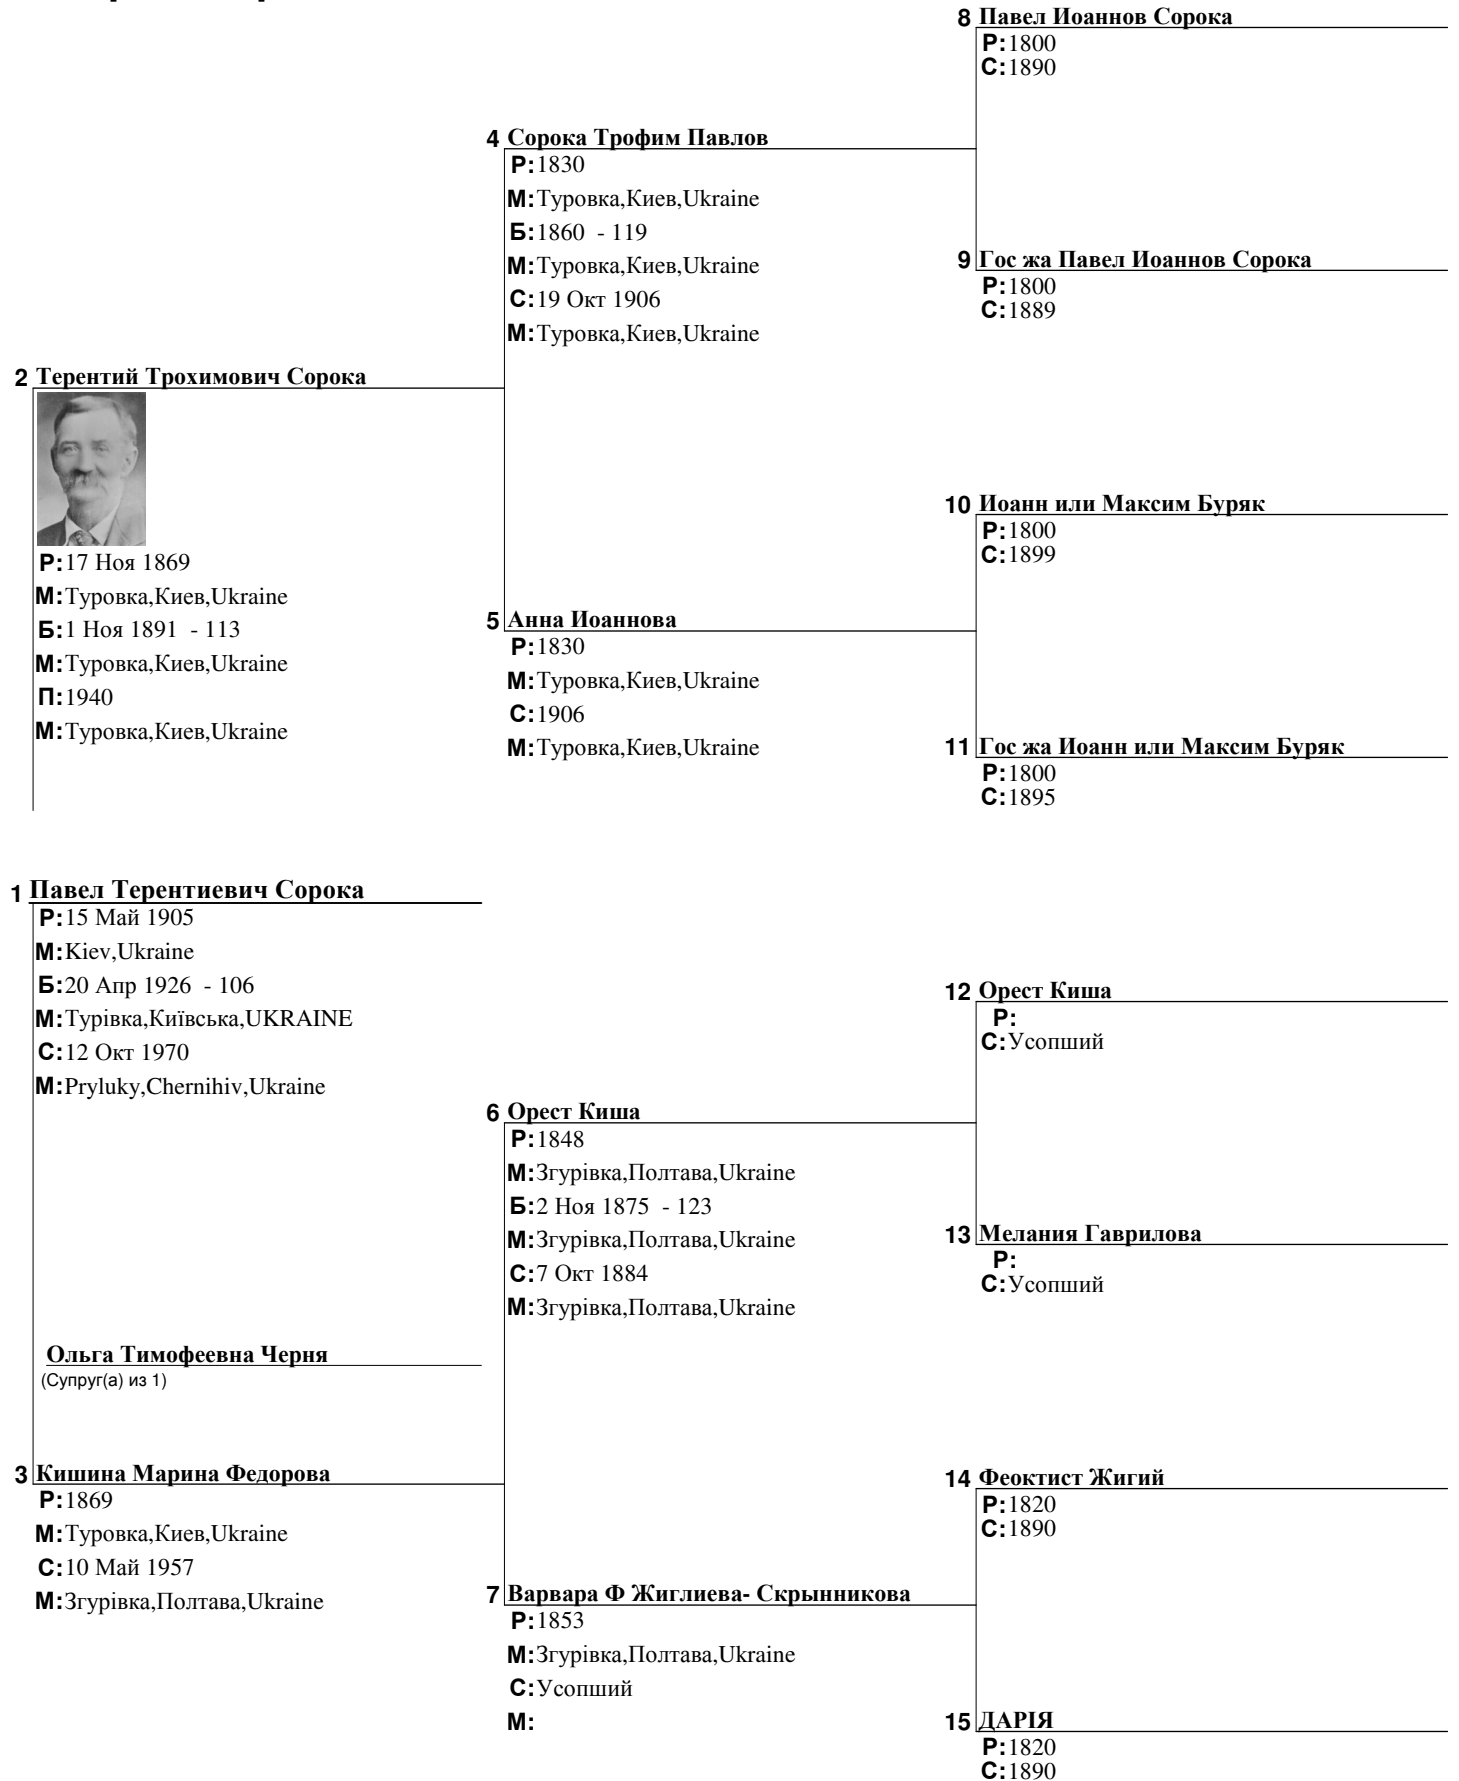 8 Павел Иоаннов Сорока
Р:1800
С:1890
4 Сорока Трофим Павлов
Р:1830
М:Туровка,Киев,Ukraine
Б:1860 - 119
М:Туровка,Киев,Ukraine
С:19 Окт 1906
М:Туровка,Киев,Ukraine
9 Гос жа Павел Иоаннов Сорока
Р:1800
С:1889
2 Терентий Трохимович Сорока
Р:17 Ноя 1869
М:Туровка,Киев,Ukraine
Б:1 Ноя 1891 - 113
М:Туровка,Киев,Ukraine
П:1940
М:Туровка,Киев,Ukraine
10 Иоанн или Максим Буряк
Р:1800
С:1899
5 Анна Иоаннова
Р:1830
М:Туровка,Киев,Ukraine
С:1906
М:Туровка,Киев,Ukraine
11 Гос жа Иоанн или Максим Буряк
Р:1800
С:1895
1 Павел Терентиевич Сорока
Р:15 Май 1905
М:Kiev,Ukraine
Б:20 Апр 1926 - 106
М:Турівка,Київська,UKRAINE
С:12 Окт 1970
М:Pryluky,Chernihiv,Ukraine
12 Орест Киша
Р:
С:Усопший
6 Орест Киша
Р:1848
М:Згурівка,Полтава,Ukraine
Б:2 Ноя 1875 - 123
М:Згурівка,Полтава,Ukraine
С:7 Окт 1884
М:Згурівка,Полтава,Ukraine
13 Мелания Гаврилова
Р:
С:Усопший
Ольга Тимофеевна Черня
(Супруг(а) из 1)
3 Кишина Марина Федорова
Р:1869
М:Туровка,Киев,Ukraine
С:10 Май 1957
М:Згурівка,Полтава,Ukraine
14 Феоктист Жигий
Р:1820
С:1890
7 Варвара Ф Жиглиева- Скрынникова
Р:1853
М:Згурівка,Полтава,Ukraine
С:Усопший
М:
15 ДАРІЯ
Р:1820
С:1890